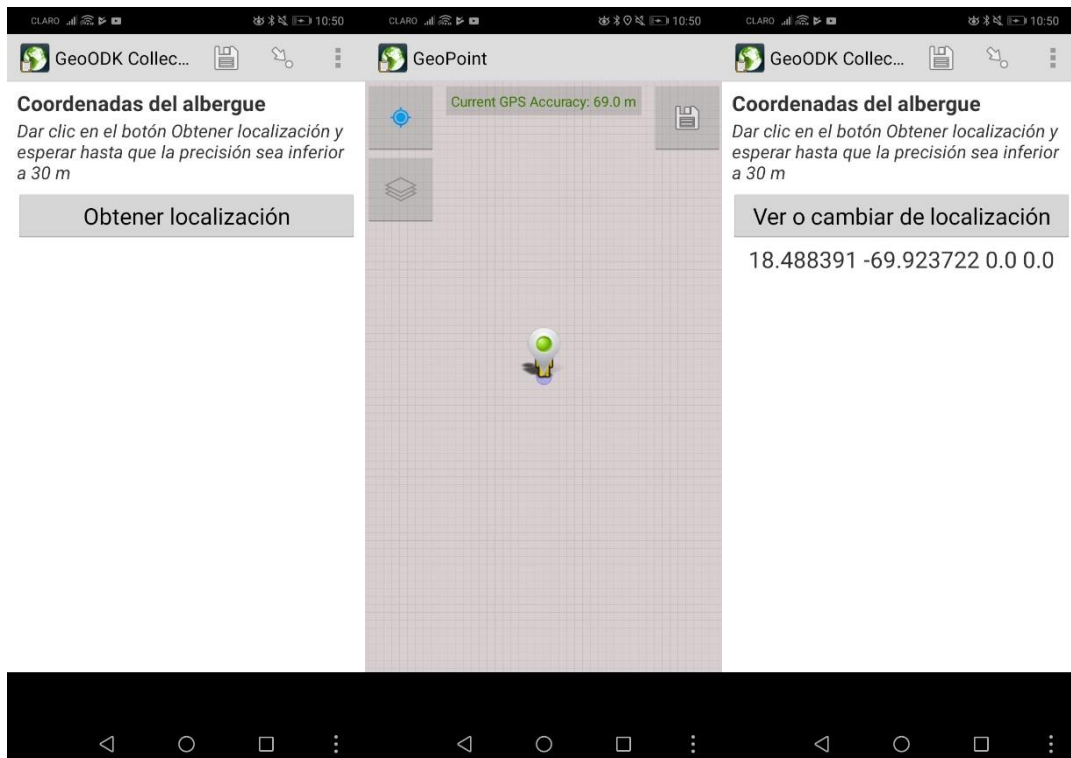 CLARO 10:50
GeoODK Collec...
Coordenadas del albergue
Dar clic en el botón Obtener localización y
esperar hasta que la precisión sea inferior
a 30 m
Obtener localización
CLARO 10:50
GeoPoint
Current GPS Accuracy: 69.0 m
CLARO 10:50
GeoODK Collec...
Coordenadas del albergue
Dar clic en el botón Obtener localización y
esperar hasta que la precisión sea inferior
a 30 m
Ver o cambiar de localización
18.488391 -69.923722 0.0 0.0